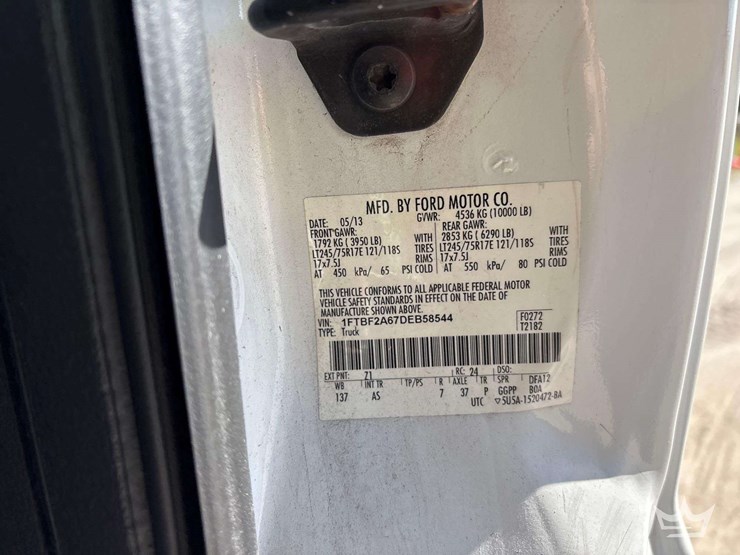 MFD. BY FORD MOTOR CO.
DATE: 05/13 GVWR: 4536 KG (10000 LB)
FRONT GAWR: REAR GAWR:
1792 KG ( 3950 LB) WITH 2853 KG ( 6290 LB) WITH
LT245/75R17E 121/118S TIRES LT245/75R17E 121/118S TIRES
17x7.5J RIMS 17x7.5J RIMS
AT 450 kPa/ 65 PSI COLD AT 550 kPa/ 80 PSI COLD
THIS VEHICLE CONFORMS TO ALL APPLICABLE FEDERAL MOTOR
VEHICLE SAFETY STANDARDS IN EFFECT ON THE DATE OF
MANUFACTURE SHOWN ABOVE.
VIN: 1FTBF2A67DEB58544 F0272
TYPE: Truck T2182
EXT PNT: Z1 RC: 24 DSO:
WB INT TR TP/PS R AXLE TR SPR DFAT2
137 AS 7 37 P GGPP BOA
UTC ▽5U5A-1520472-BA